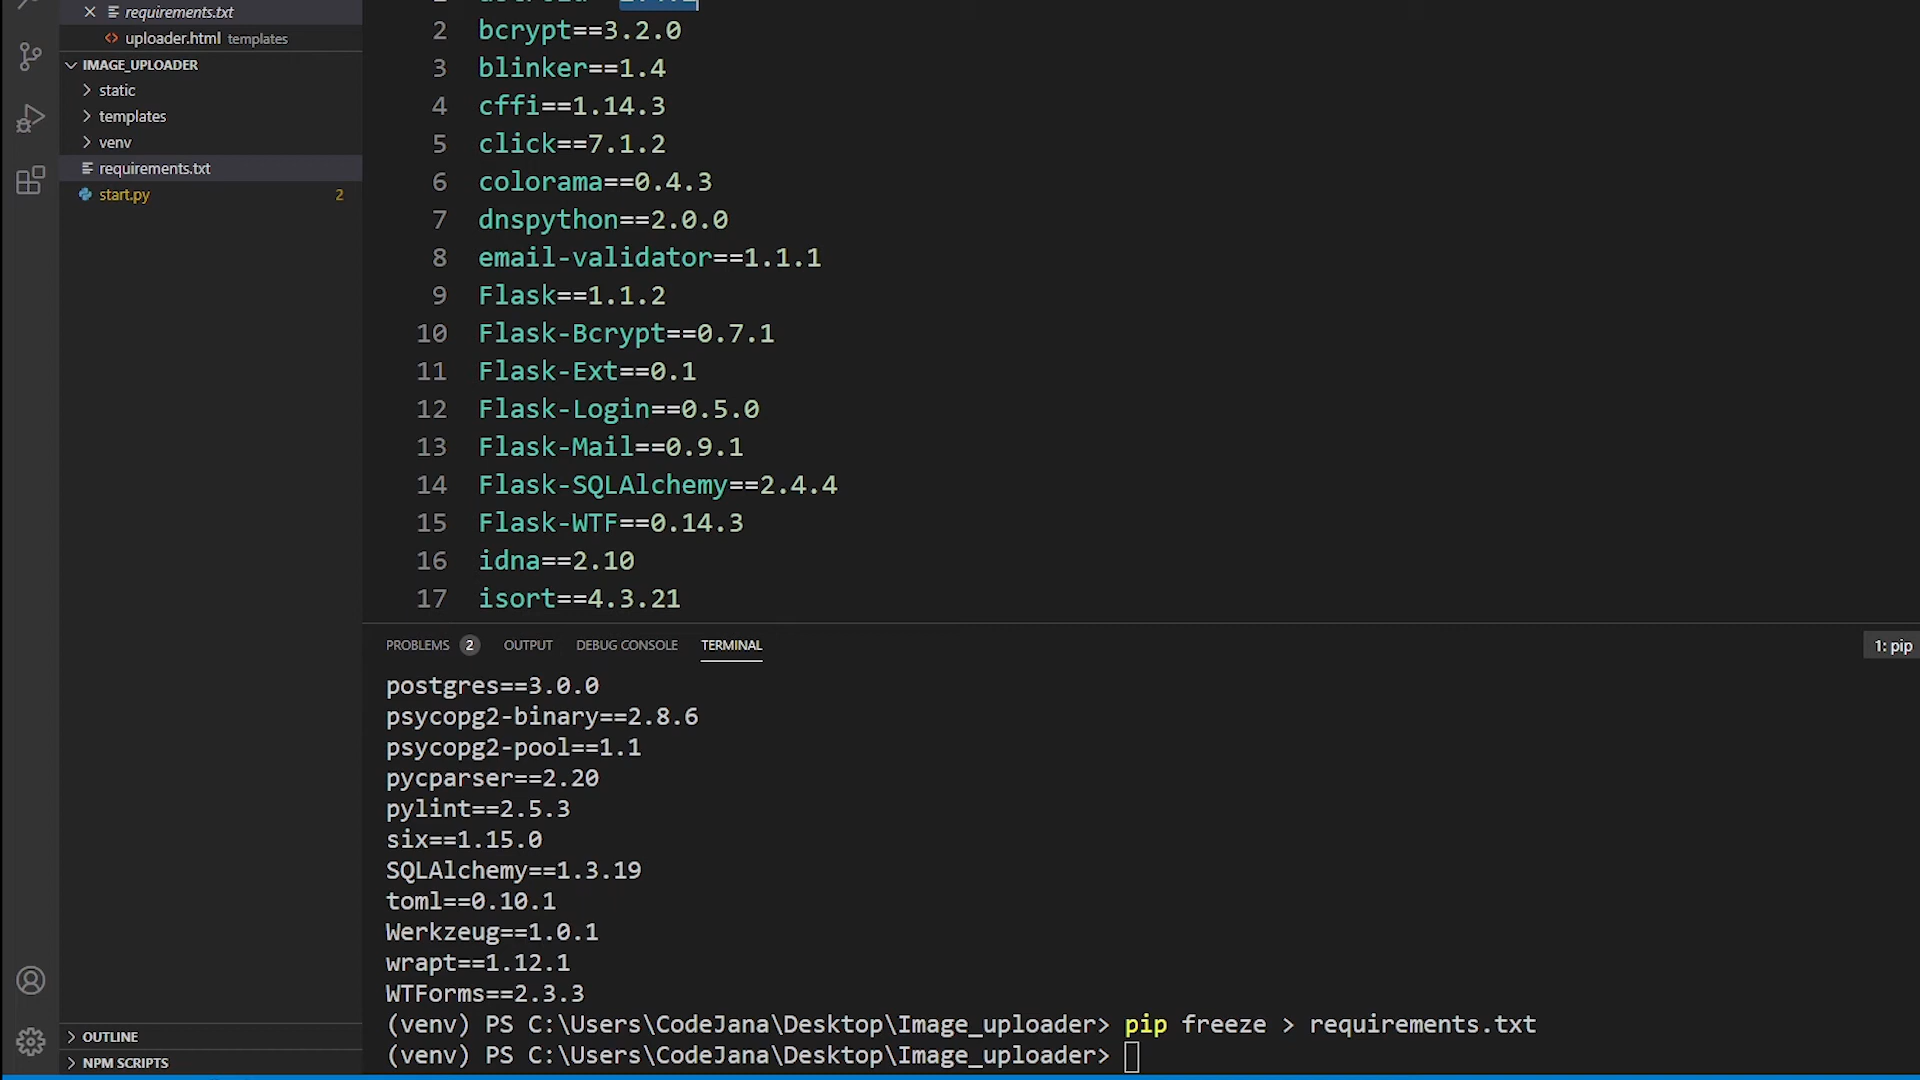 requirements.txt
uploader.html templates
IMAGE_UPLOADER
static
templates
venv
requirements.txt
start.py 2
2 bcrypt==3.2.0
3 blinker==1.4
4 cffi==1.14.3
5 click==7.1.2
6 colorama==0.4.3
7 dnspython==2.0.0
8 email-validator==1.1.1
9 Flask==1.1.2
10 Flask-Bcrypt==0.7.1
11 Flask-Ext==0.1
12 Flask-Login==0.5.0
13 Flask-Mail==0.9.1
14 Flask-SQLAlchemy==2.4.4
15 Flask-WTF==0.14.3
16 idna==2.10
17 isort==4.3.21
PROBLEMS 2 OUTPUT DEBUG CONSOLE TERMINAL 1: pip
postgres==3.0.0
psycopg2-binary==2.8.6
psycopg2-pool==1.1
pycparser==2.20
pylint==2.5.3
six==1.15.0
SQLAlchemy==1.3.19
toml==0.10.1
Werkzeug==1.0.1
wrapt==1.12.1
WTForms==2.3.3
(venv) PS C:\Users\CodeJana\Desktop\Image_uploader> pip freeze > requirements.txt
(venv) PS C:\Users\CodeJana\Desktop\Image_uploader>
OUTLINE
NPM SCRIPTS